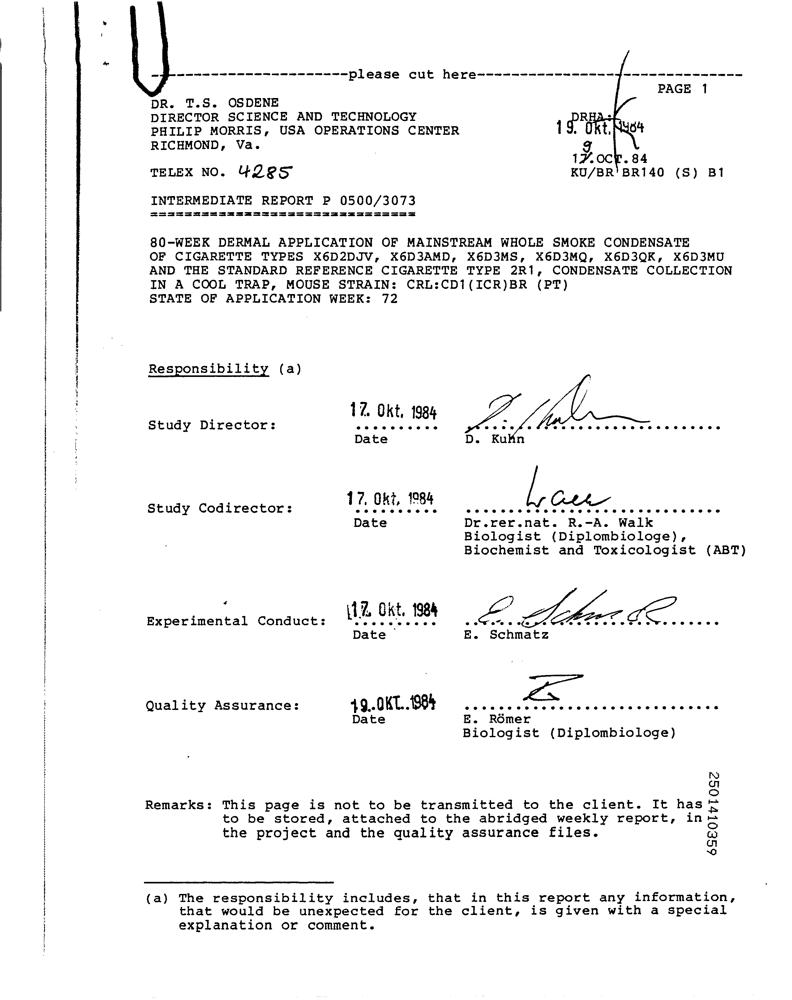 ----------------------please cut here------------------------------
PAGE 1
DR. T.S. OSDENE
DIRECTOR SCIENCE AND TECHNOLOGY
PHILIP MORRIS, USA OPERATIONS CENTER
RICHMOND, Va.
DRHA:
19. Okt. 1984
9
17.OCT.84
TELEX NO. 4285
KU/BR BR140 (S) B1
INTERMEDIATE REPORT P 0500/3073
===============================
80-WEEK DERMAL APPLICATION OF MAINSTREAM WHOLE SMOKE CONDENSATE
OF CIGARETTE TYPES X6D2DJV, X6D3AMD, X6D3MS, X6D3MQ, X6D3QK, X6D3MU
AND THE STANDARD REFERENCE CIGARETTE TYPE 2R1, CONDENSATE COLLECTION
IN A COOL TRAP, MOUSE STRAIN: CRL:CD1(ICR)BR (PT)
STATE OF APPLICATION WEEK: 72
Responsibility (a)
17. Okt. 1984
Study Director: .......... ..............................
Date D. Kuhn
17. Okt. 1984
Study Codirector: .......... ..............................
Date Dr.rer.nat. R.-A. Walk
Biologist (Diplombiologe),
Biochemist and Toxicologist (ABT)
17. Okt. 1984
Experimental Conduct: .......... ..............................
Date E. Schmatz
Quality Assurance: 19. OKT. 1984 ..............................
Date E. Römer
Biologist (Diplombiologe)
Remarks: This page is not to be transmitted to the client. It has
to be stored, attached to the abridged weekly report, in
the project and the quality assurance files.
2501410359
(a) The responsibility includes, that in this report any information,
that would be unexpected for the client, is given with a special
explanation or comment.